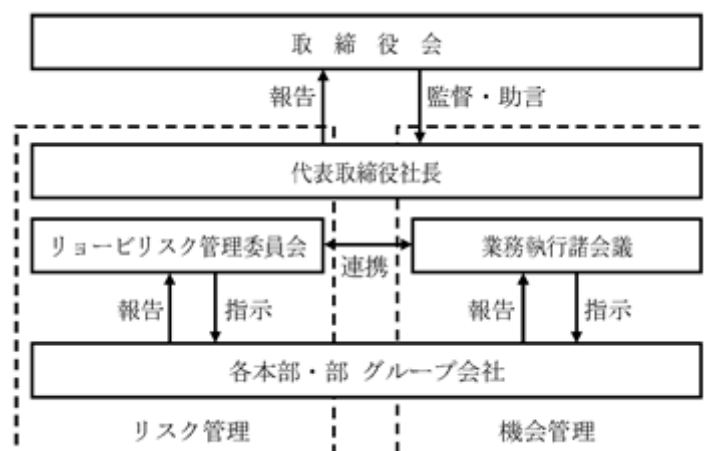 取締役会
報告
監督・助言
代表取締役社長
リョービリスク管理委員会
連携
業務執行諸会議
報告
指示
報告
指示
各本部・部 グループ会社
リスク管理
機会管理